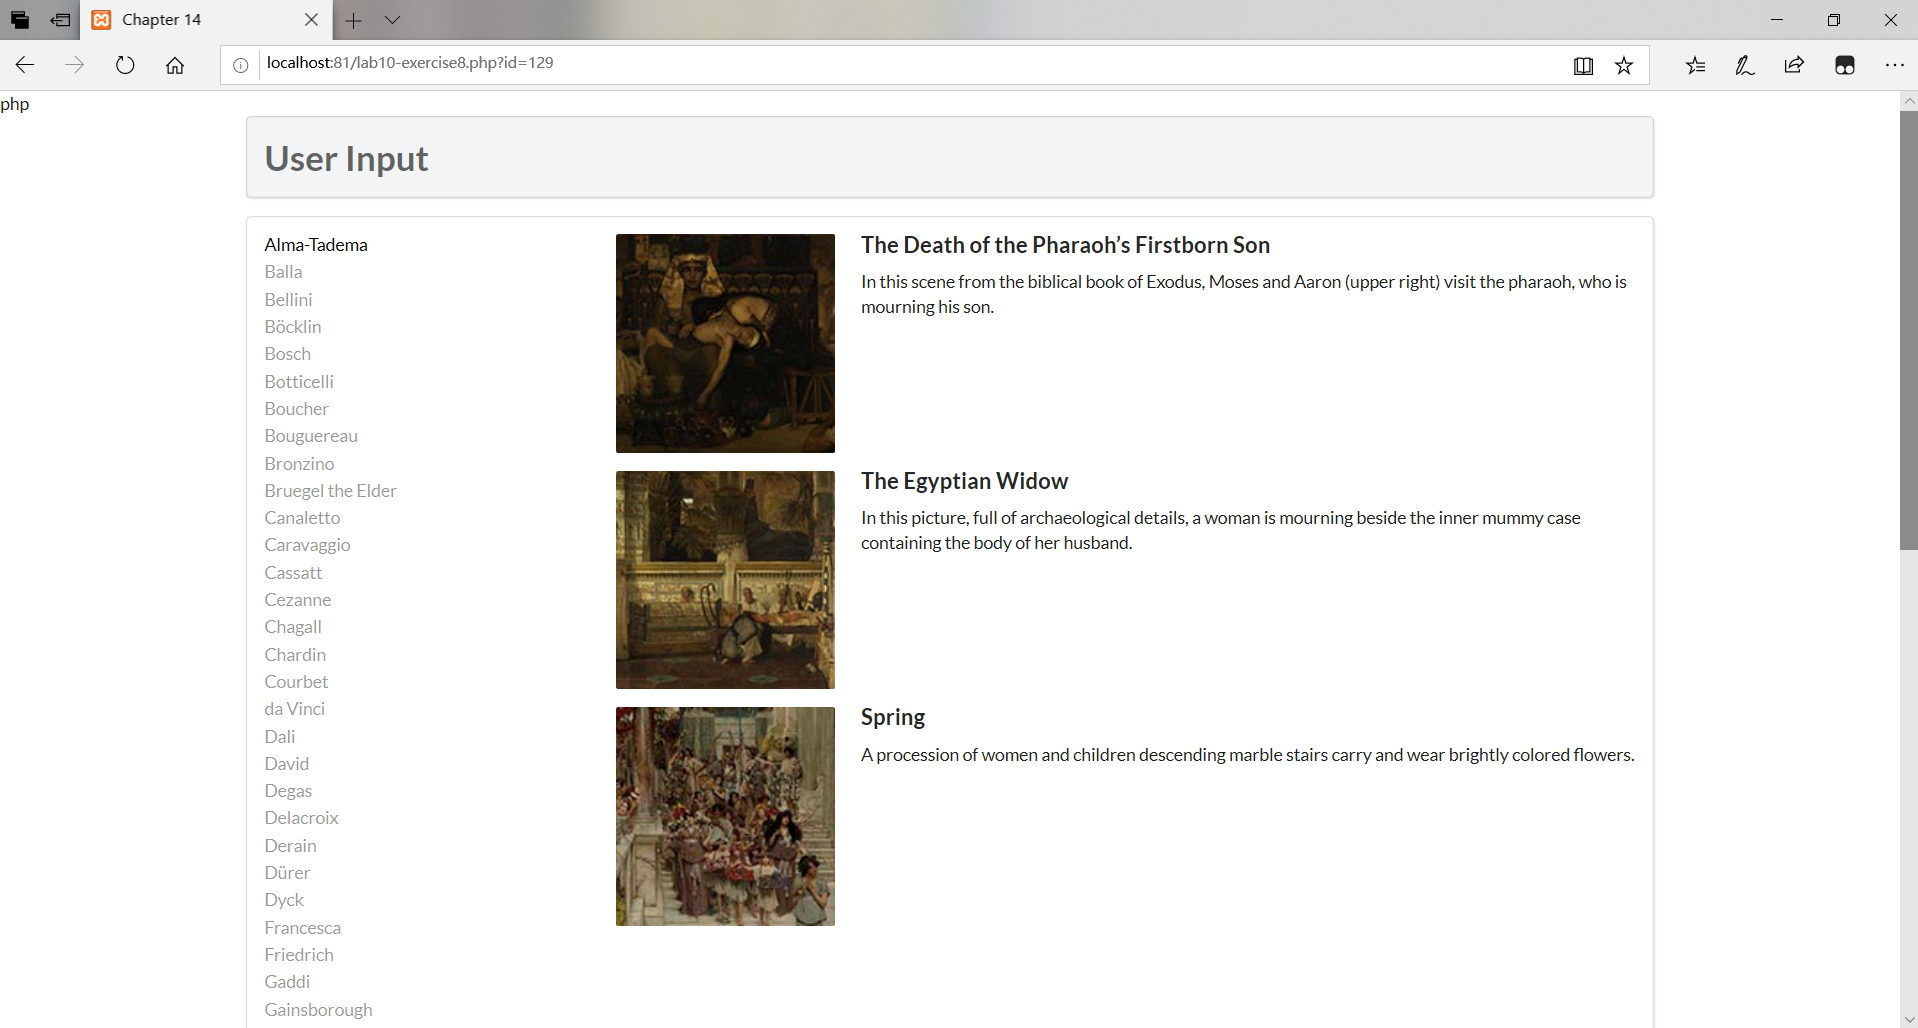 Chapter 14
localhost:81/lab10-exercise8.php?id=129
php
User Input
Alma-Tadema
Balla
Bellini
Böcklin
Bosch
Botticelli
Boucher
Bouguereau
Bronzino
Bruegel the Elder
Canaletto
Caravaggio
Cassatt
Cezanne
Chagall
Chardin
Courbet
da Vinci
Dali
David
Degas
Delacroix
Derain
Dürer
Dyck
Francesca
Friedrich
Gaddi
Gainsborough
The Death of the Pharaoh’s Firstborn Son
In this scene from the biblical book of Exodus, Moses and Aaron (upper right) visit the pharaoh, who is
mourning his son.
The Egyptian Widow
In this picture, full of archaeological details, a woman is mourning beside the inner mummy case
containing the body of her husband.
Spring
A procession of women and children descending marble stairs carry and wear brightly colored flowers.